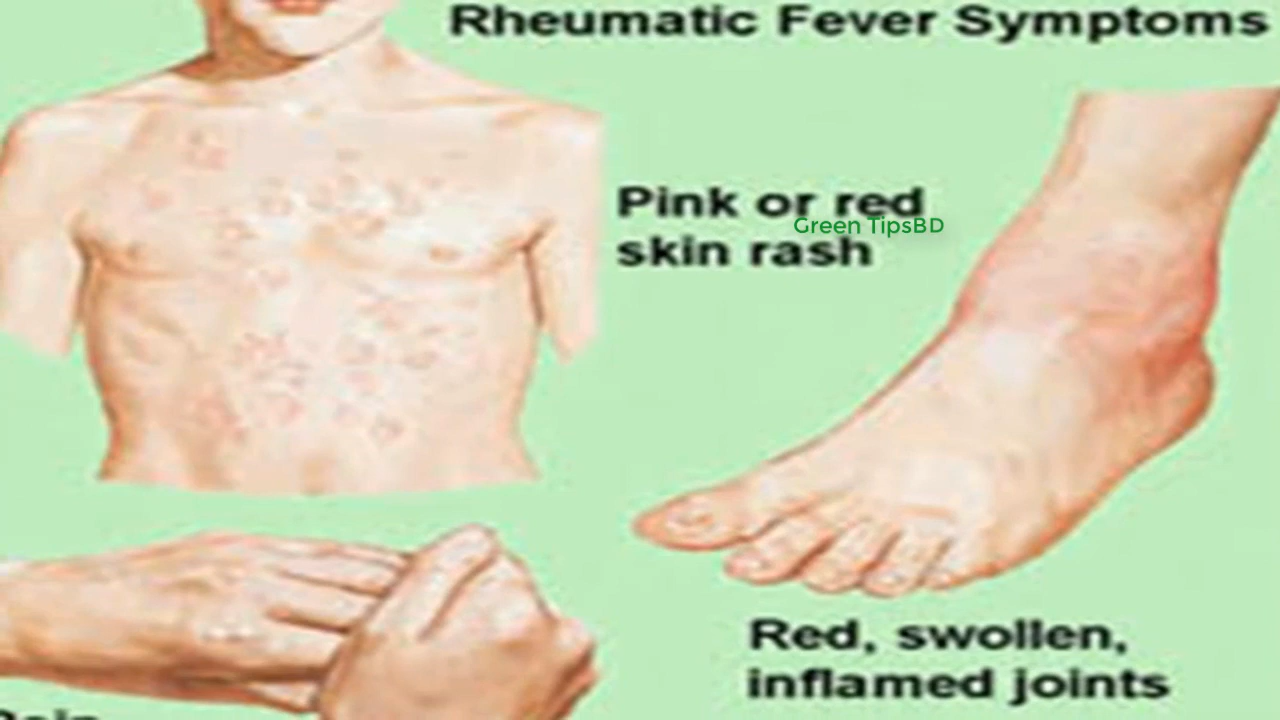 Rheumatic Fever Symptoms
Pink or red
Green TipsBD
skin rash
Red, swollen,
inflamed joints